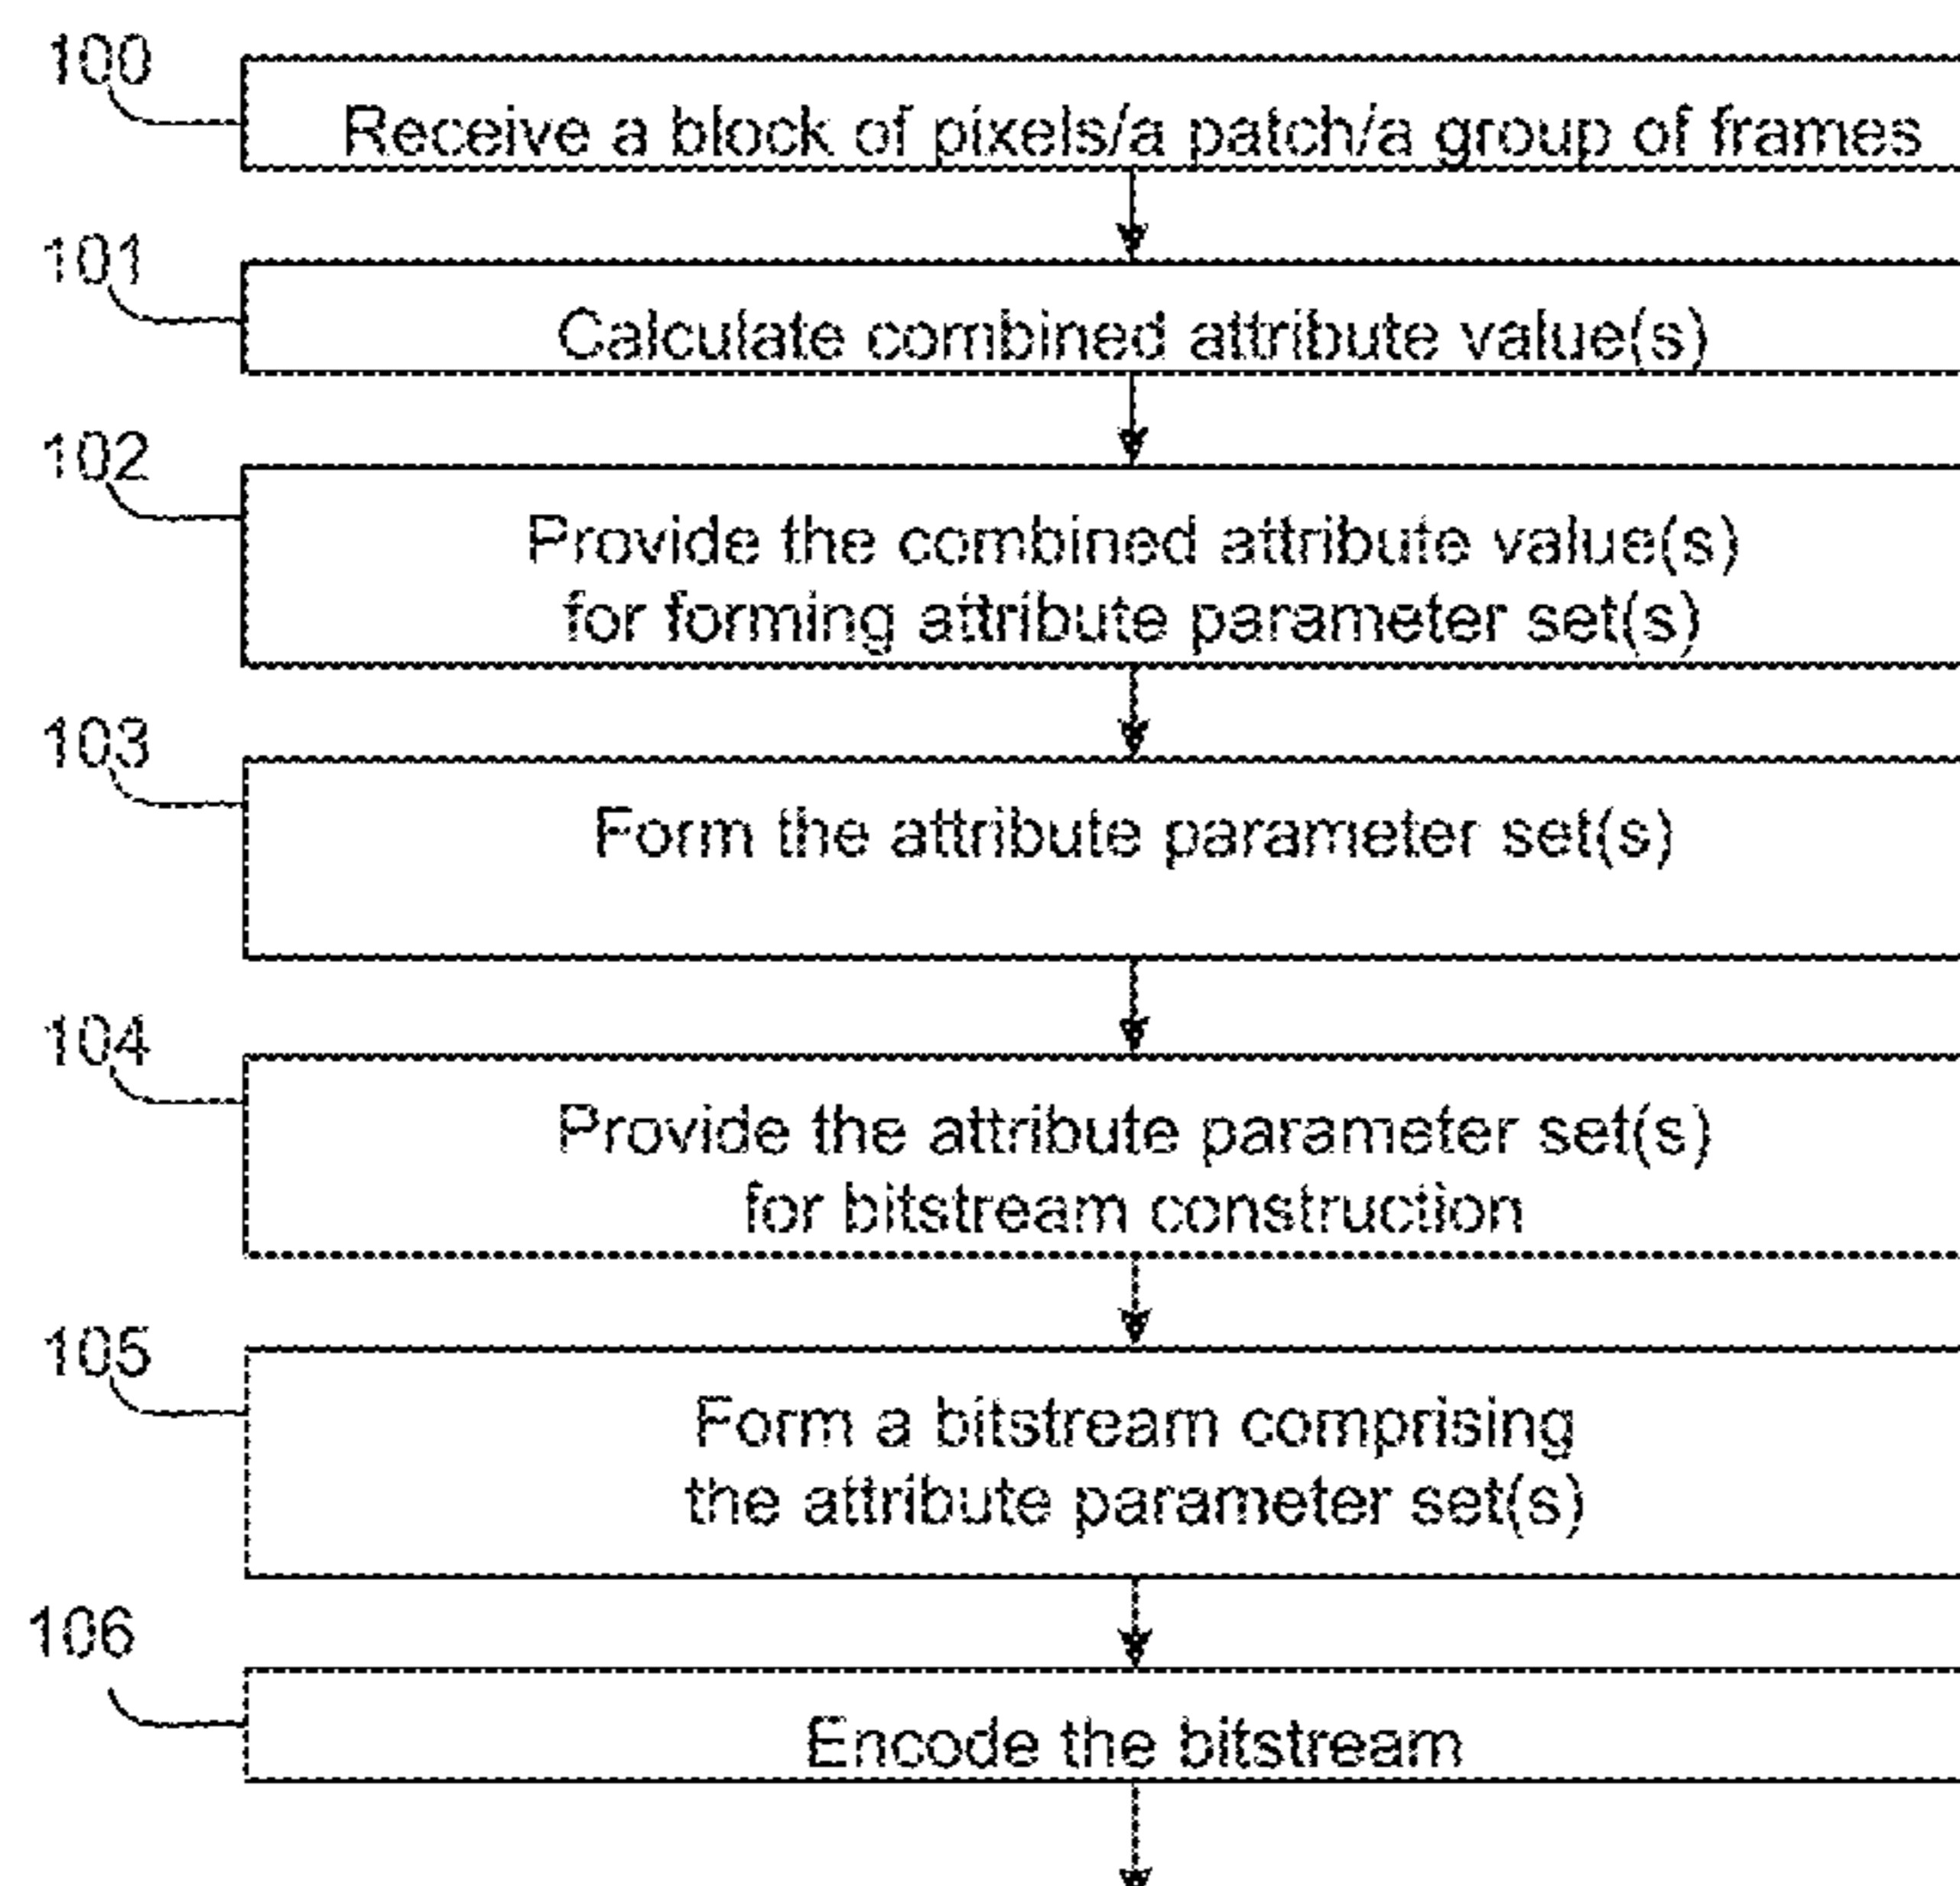 100
Receive a block of pixels/a patch/a group of frames
101
Calculate combined attribute value(s)
102
Provide the combined attribute value(s)
for forming attribute parameter set(s)
103
Form the attribute parameter set(s)
104
Provide the attribute parameter set(s)
for bitstream construction
105
Form a bitstream comprising
the attribute parameter set(s)
106
Encode the bitstream